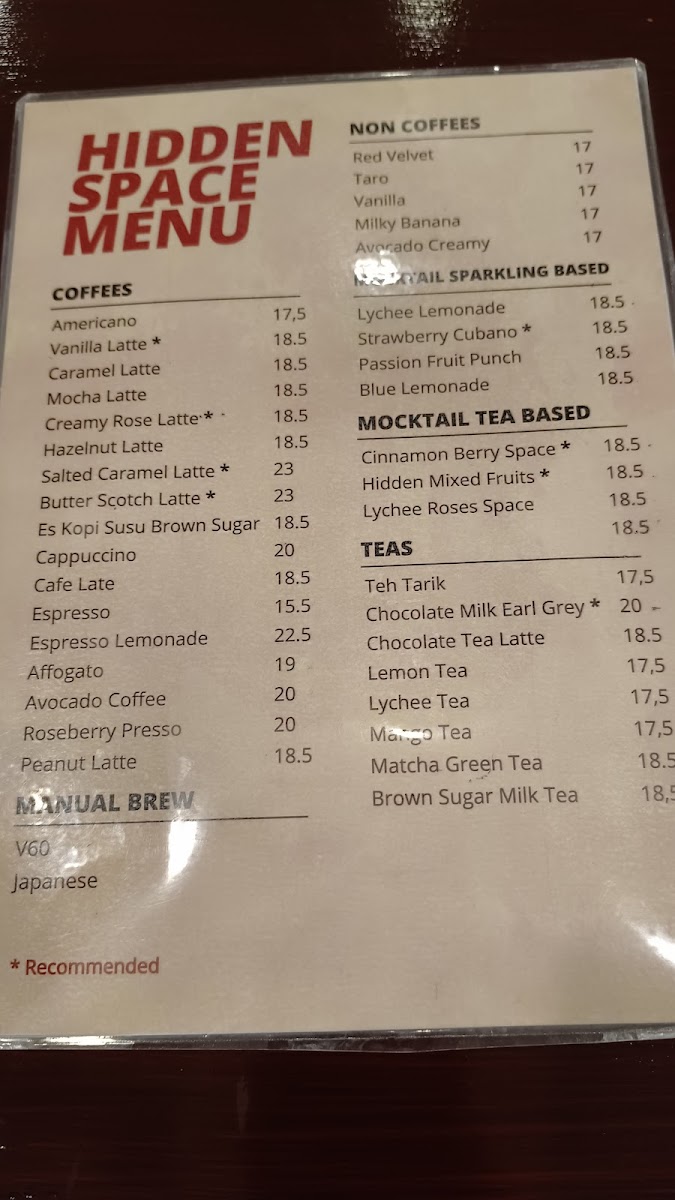 HIDDEN
SPACE
MENU
COFFEES
Americano 17,5
Vanilla Latte * 18.5
Caramel Latte 18.5
Mocha Latte 18.5
Creamy Rose Latte * 18.5
Hazelnut Latte 18.5
Salted Caramel Latte * 23
Butter Scotch Latte * 23
Es Kopi Susu Brown Sugar 18.5
Cappuccino 20
Cafe Late 18.5
Espresso 15.5
Espresso Lemonade 22.5
Affogato 19
Avocado Coffee 20
Roseberry Presso 20
Peanut Latte 18.5
MANUAL BREW
V60
Japanese
* Recommended
NON COFFEES
Red Velvet 17
Taro 17
Vanilla 17
Milky Banana 17
Avocado Creamy 17
MOCKTAIL SPARKLING BASED
Lychee Lemonade 18.5
Strawberry Cubano * 18.5
Passion Fruit Punch 18.5
Blue Lemonade 18.5
MOCKTAIL TEA BASED
Cinnamon Berry Space * 18.5
Hidden Mixed Fruits * 18.5
Lychee Roses Space 18.5
18.5
TEAS
Teh Tarik 17,5
Chocolate Milk Earl Grey * 20
Chocolate Tea Latte 18.5
Lemon Tea 17,5
Lychee Tea 17,5
Mango Tea 17,5
Matcha Green Tea 18.5
Brown Sugar Milk Tea 18,5